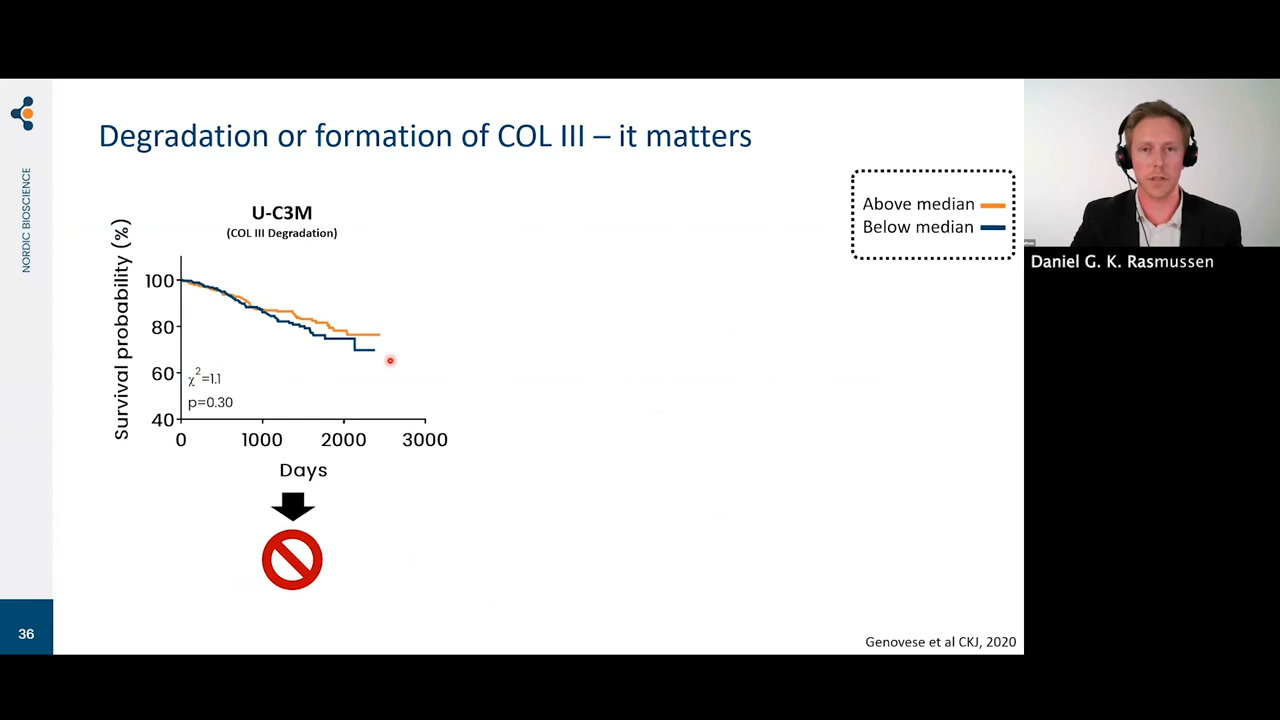 Degradation or formation of COL III – it matters
NORDIC BIOSCIENCE
U-C3M
(COL III Degradation)
Above median
Below median
Survival probability (%)
100
80
60
40
χ²=1.1
p=0.30
0 1000 2000 3000
Days
Daniel G. K. Rasmussen
36
Genovese et al CKJ, 2020